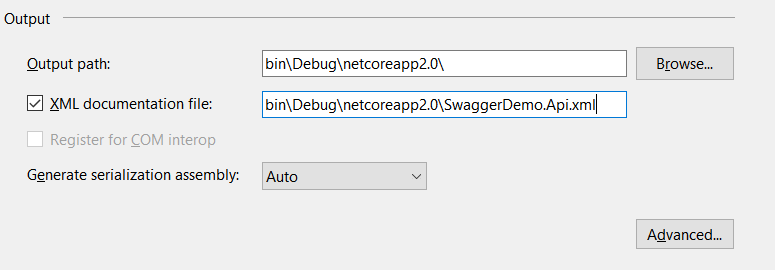 Output
Output path: bin\Debug\netcoreapp2.0\ Browse...
XML documentation file: bin\Debug\netcoreapp2.0\SwaggerDemo.Api.xml
Register for COM interop
Generate serialization assembly: Auto
Advanced...